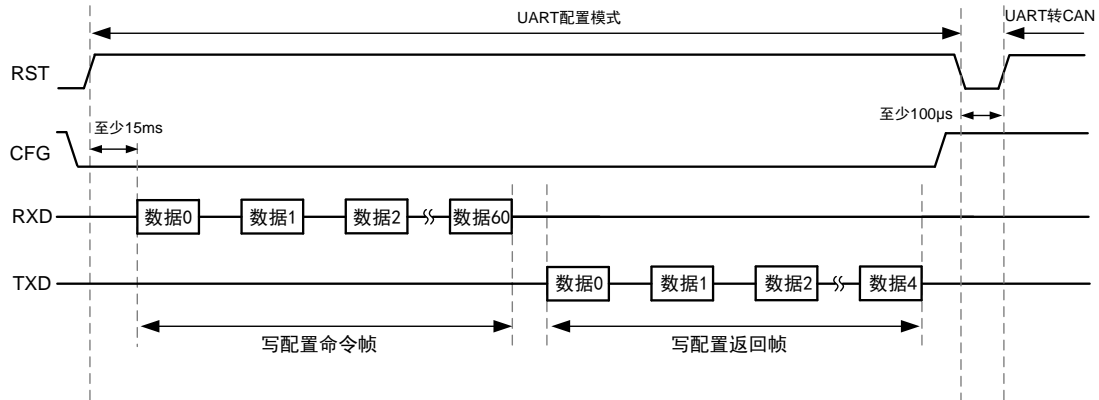 UART配置模式
UART转CAN
RST
至少100μs
至少15ms
CFG
RXD
数据0
数据1
数据2
数据60
TXD
数据0
数据1
数据2
数据4
写配置命令帧
写配置返回帧